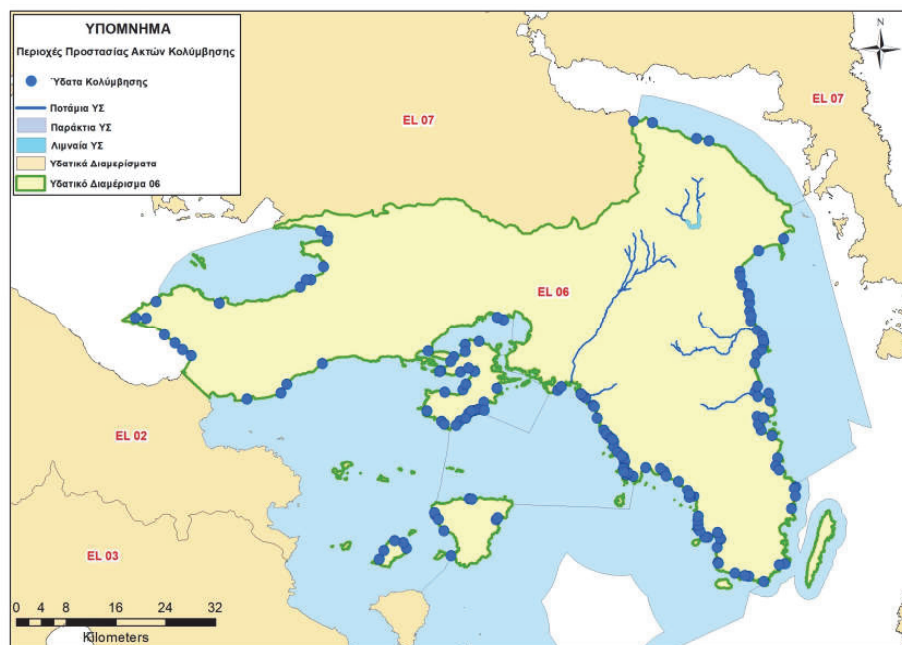 ΥΠΟΜΝΗΜΑ
Περιοχές Προστασίας Ακτών Κολύμβησης
Ύδατα Κολύμβησης
Ποτάμια ΥΣ
Παράκτια ΥΣ
Λιμναία ΥΣ
Υδατικά Διαμερίσματα
Υδατικό Διαμέρισμα 06
N
EL 07
EL 07
EL 06
EL 02
EL 03
0 4 8 16 24 32
Kilometers